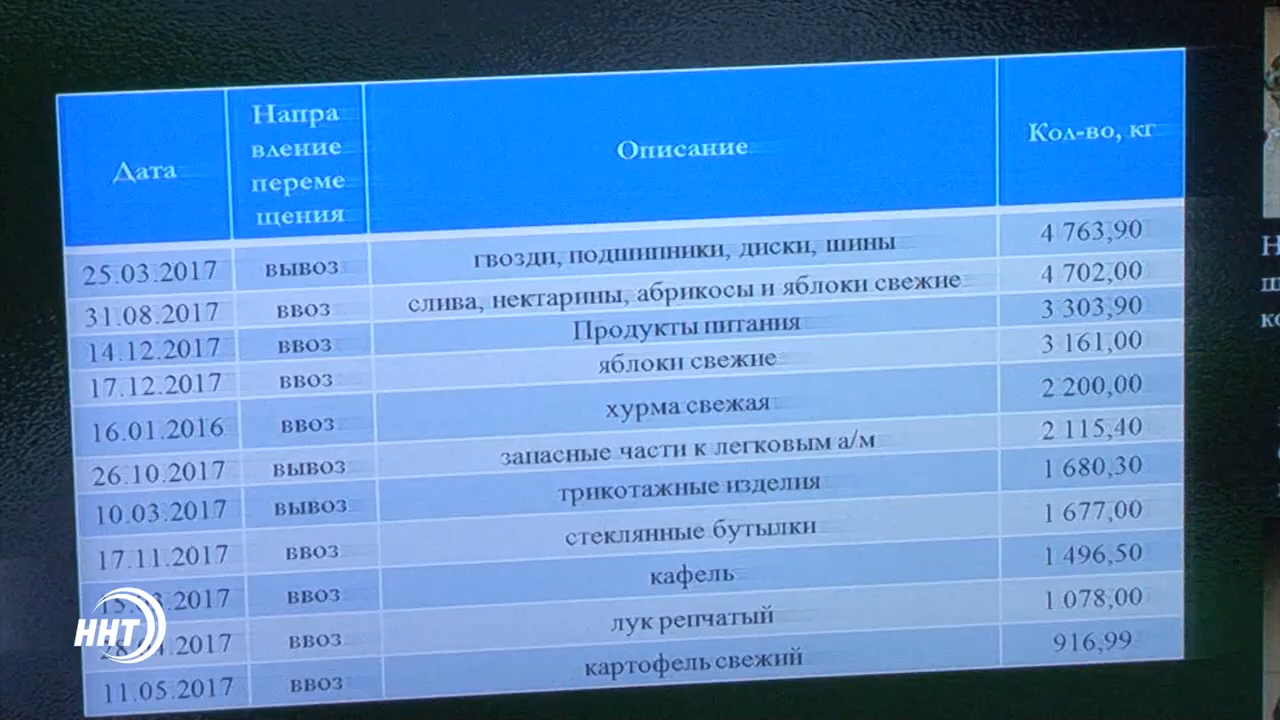 Дата
Напра
вление
переме
щения
Описание
Кол-во, кг
25.03.2017 вывоз гвозди, подшипники, диски, шины 4 763,90
31.08.2017 ввоз слива, нектарины, абрикосы и яблоки свежие 4 702,00
14.12.2017 ввоз Продукты питания 3 303,90
17.12.2017 ввоз яблоки свежие 3 161,00
16.01.2016 ввоз хурма свежая 2 200,00
26.10.2017 вывоз запасные части к легковым а/м 2 115,40
10.03.2017 вывоз трикотажные изделия 1 680,30
17.11.2017 ввоз стеклянные бутылки 1 677,00
ввоз кафель 1 496,50
ввоз лук репчатый 1 078,00
11.05.2017 ввоз картофель свежий 916,99
ННТ